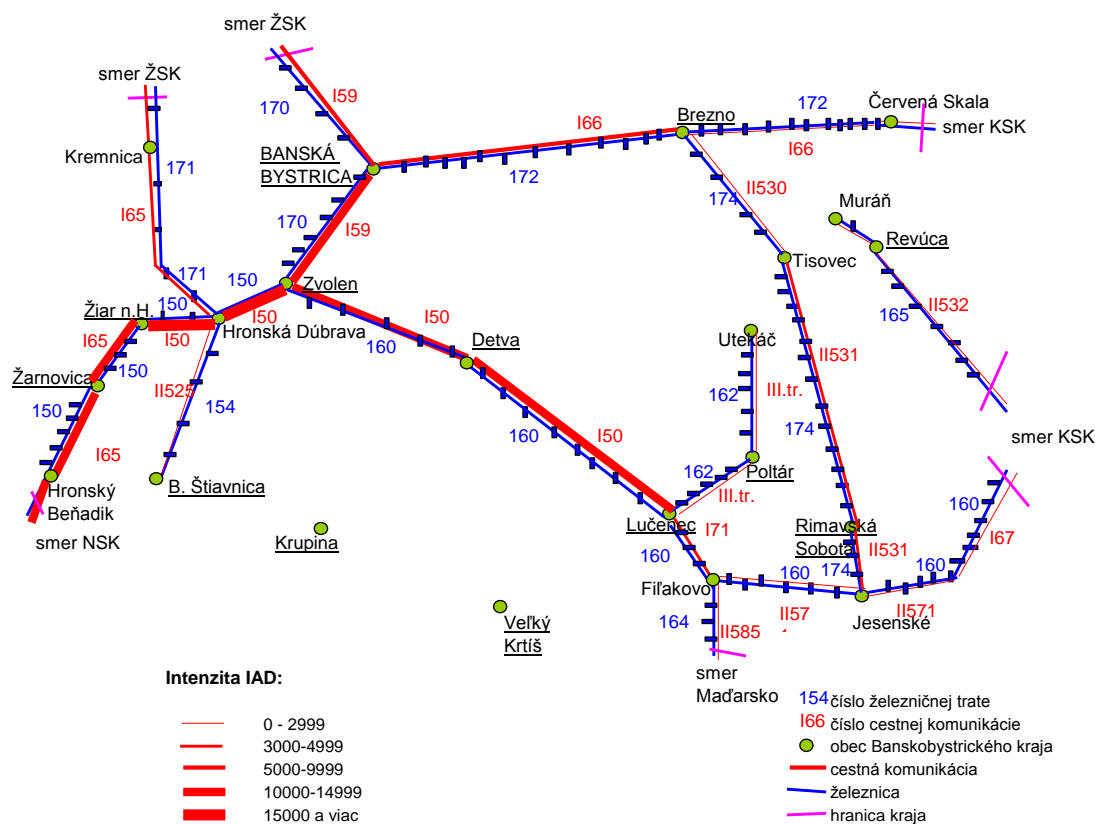 smer ŽSK
smer ŽSK
170
I59
Brezno
172
Červená Skala
smer KSK
I66
I66
Kremnica
171
BANSKÁ
BYSTRICA
172
II530
174
I65
170
I59
Muráň
Revúca
171
150
Zvolen
Tisovec
Žiar n.H.
150
I50
I50
Hronská Dúbrava
I50
Detva
160
Utekáč
II532
165
I65
150
Žarnovica
II525
154
II531
162
III.tr.
150
I65
160
I50
174
smer KSK
Hronský
Beňadik
B. Štiavnica
162
Poltár
III.tr.
smer NSK
Krupina
Lučenec
I71
Rimavská
Sobota
II531
160
I67
160
Fiľakovo
160
174
160
II571
Jesenské
164
II585
II57
Veľký
Krtíš
smer
Maďarsko
Intenzita IAD:
0 - 2999
3000-4999
5000-9999
10000-14999
15000 a viac
154 číslo železničnej trate
I66 číslo cestnej komunikácie
obec Banskobystrického kraja
cestná komunikácia
železnica
hranica kraja